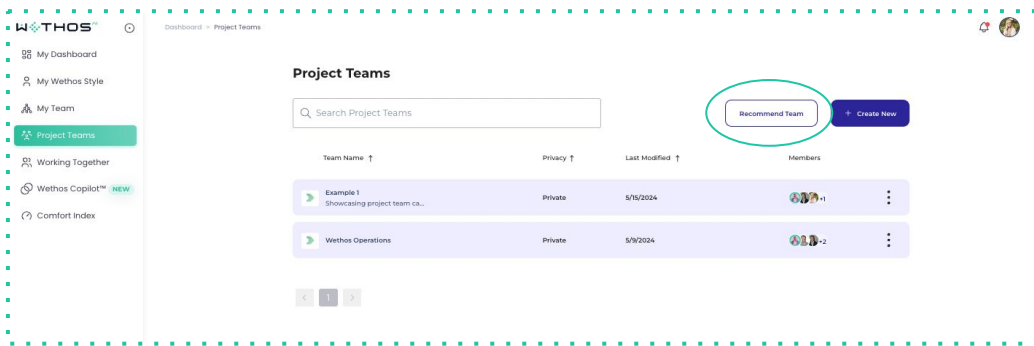 WETHOS
Dashboard > Project Teams
My Dashboard
My Wethos Style
My Team
Project Teams
Working Together
Wethos Copilot™ NEW
Comfort Index
Project Teams
Search Project Teams
Recommend Team
+ Create New
Team Name ↑ Privacy ↑ Last Modified ↑ Members
Example 1
Showcasing project team ca...
Private 5/15/2024 +1
Wethos Operations Private 5/9/2024 +2
< 1 >